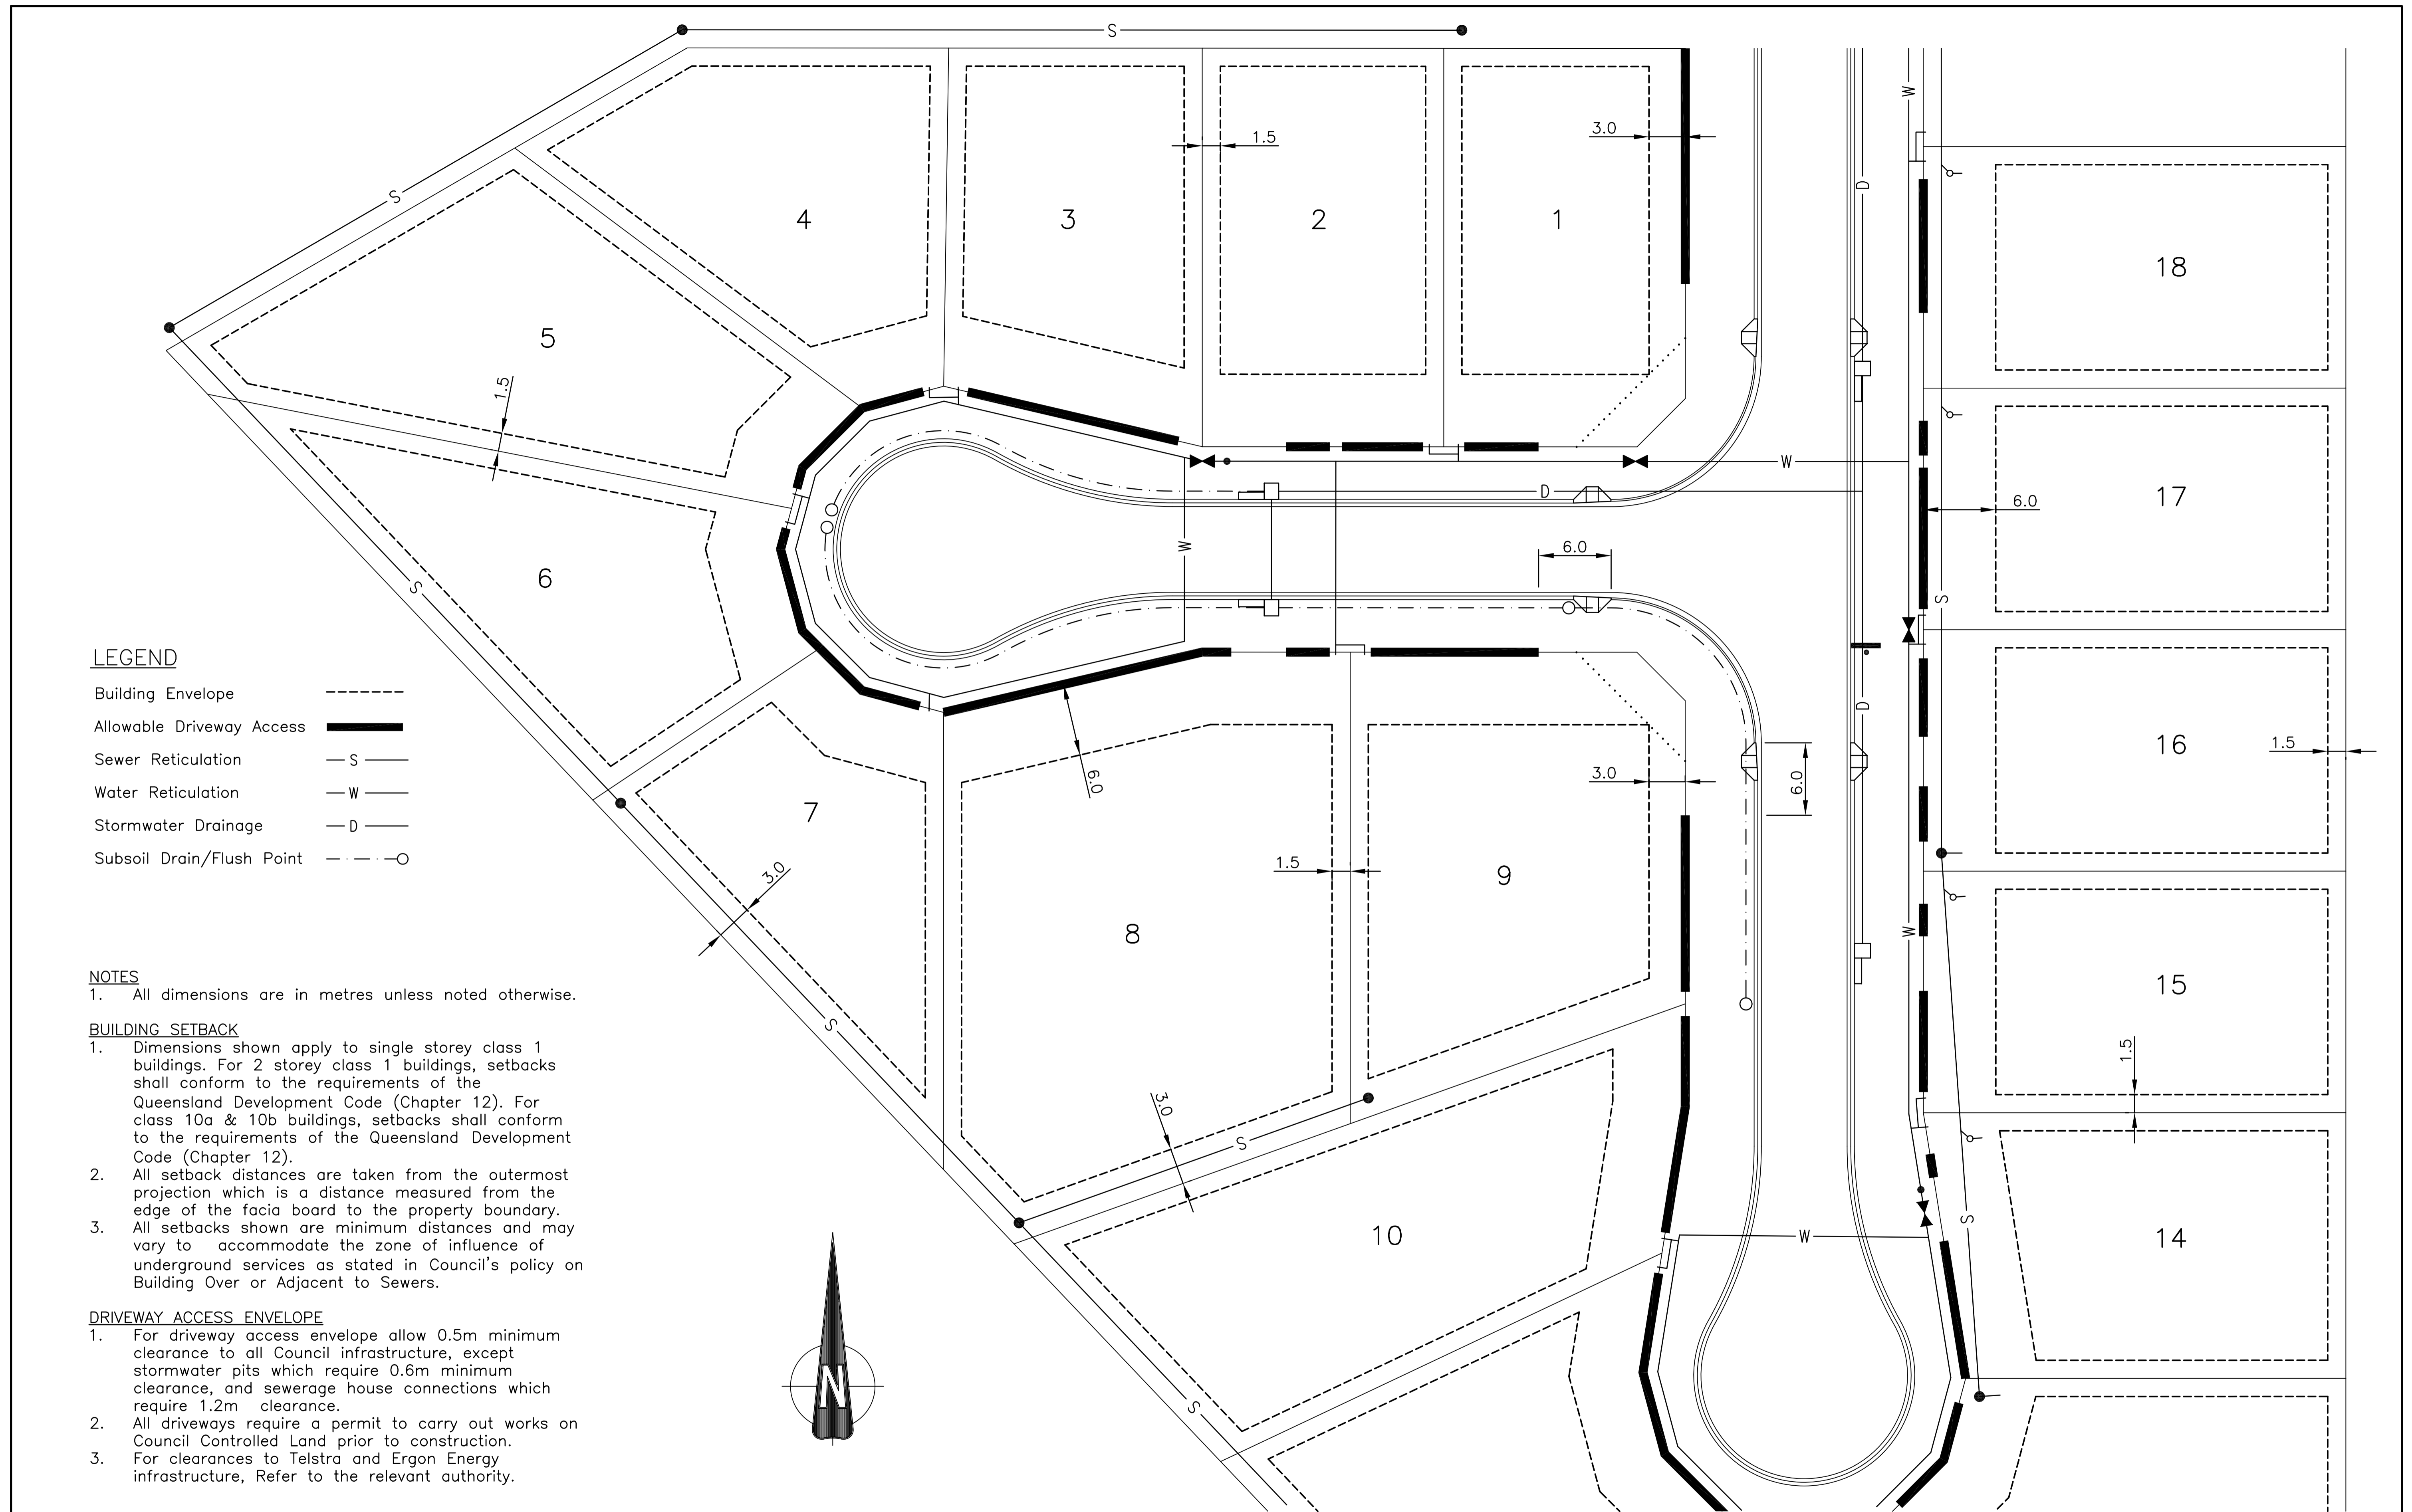 S
W
1.5
3.0
D
S
4
3
2
1
18
5
1.5
W
D
17
6.0
W
6.0
6
S
S
LEGEND
Building Envelope
Allowable Driveway Access
Sewer Reticulation S
Water Reticulation W
Stormwater Drainage D
Subsoil Drain/Flush Point
D
16
1.5
6.0
3.0
6.0
7
1.5
9
3.0
8
W
15
S
1.5
NOTES
1. All dimensions are in metres unless noted otherwise.
BUILDING SETBACK
1. Dimensions shown apply to single storey class 1
buildings. For 2 storey class 1 buildings, setbacks
shall conform to the requirements of the
Queensland Development Code (Chapter 12). For
class 10a & 10b buildings, setbacks shall conform
to the requirements of the Queensland Development
Code (Chapter 12).
2. All setback distances are taken from the outermost
projection which is a distance measured from the
edge of the facia board to the property boundary.
3. All setbacks shown are minimum distances and may
vary to accommodate the zone of influence of
underground services as stated in Council's policy on
Building Over or Adjacent to Sewers.
DRIVEWAY ACCESS ENVELOPE
1. For driveway access envelope allow 0.5m minimum
clearance to all Council infrastructure, except
stormwater pits which require 0.6m minimum
clearance, and sewerage house connections which
require 1.2m clearance.
2. All driveways require a permit to carry out works on
Council Controlled Land prior to construction.
3. For clearances to Telstra and Ergon Energy
infrastructure, Refer to the relevant authority.
3.0
S
S
10
W
14
N
S